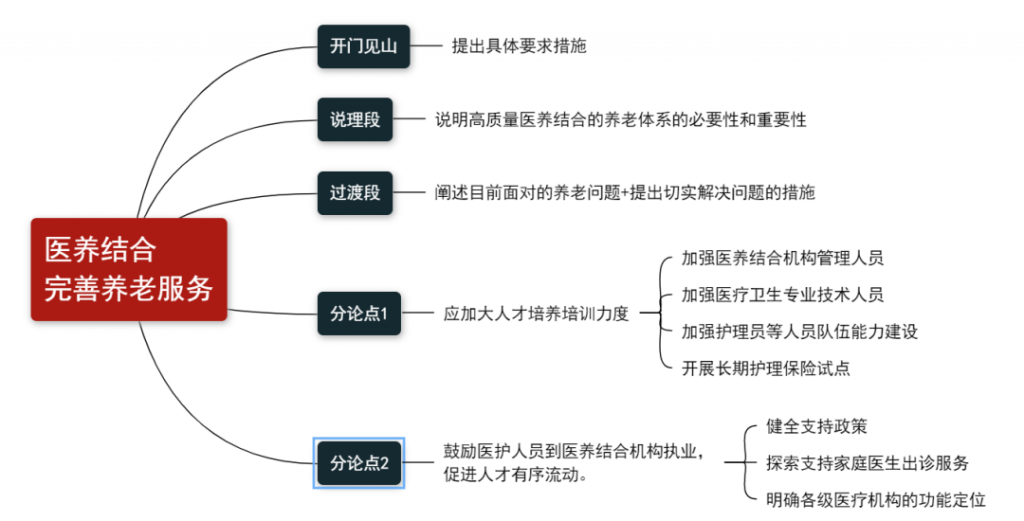 医养结合
完善养老服务
开门见山
提出具体要求措施
说理段
说明高质量医养结合的养老体系的必要性和重要性
过渡段
阐述目前面对的养老问题+提出切实解决问题的措施
分论点1
应加大人才培养培训力度
加强医养结合机构管理人员
加强医疗卫生专业技术人员
加强护理员等人员队伍能力建设
开展长期护理保险试点
分论点2
鼓励医护人员到医养结合机构执业，
促进人才有序流动。
健全支持政策
探索支持家庭医生出诊服务
明确各级医疗机构的功能定位